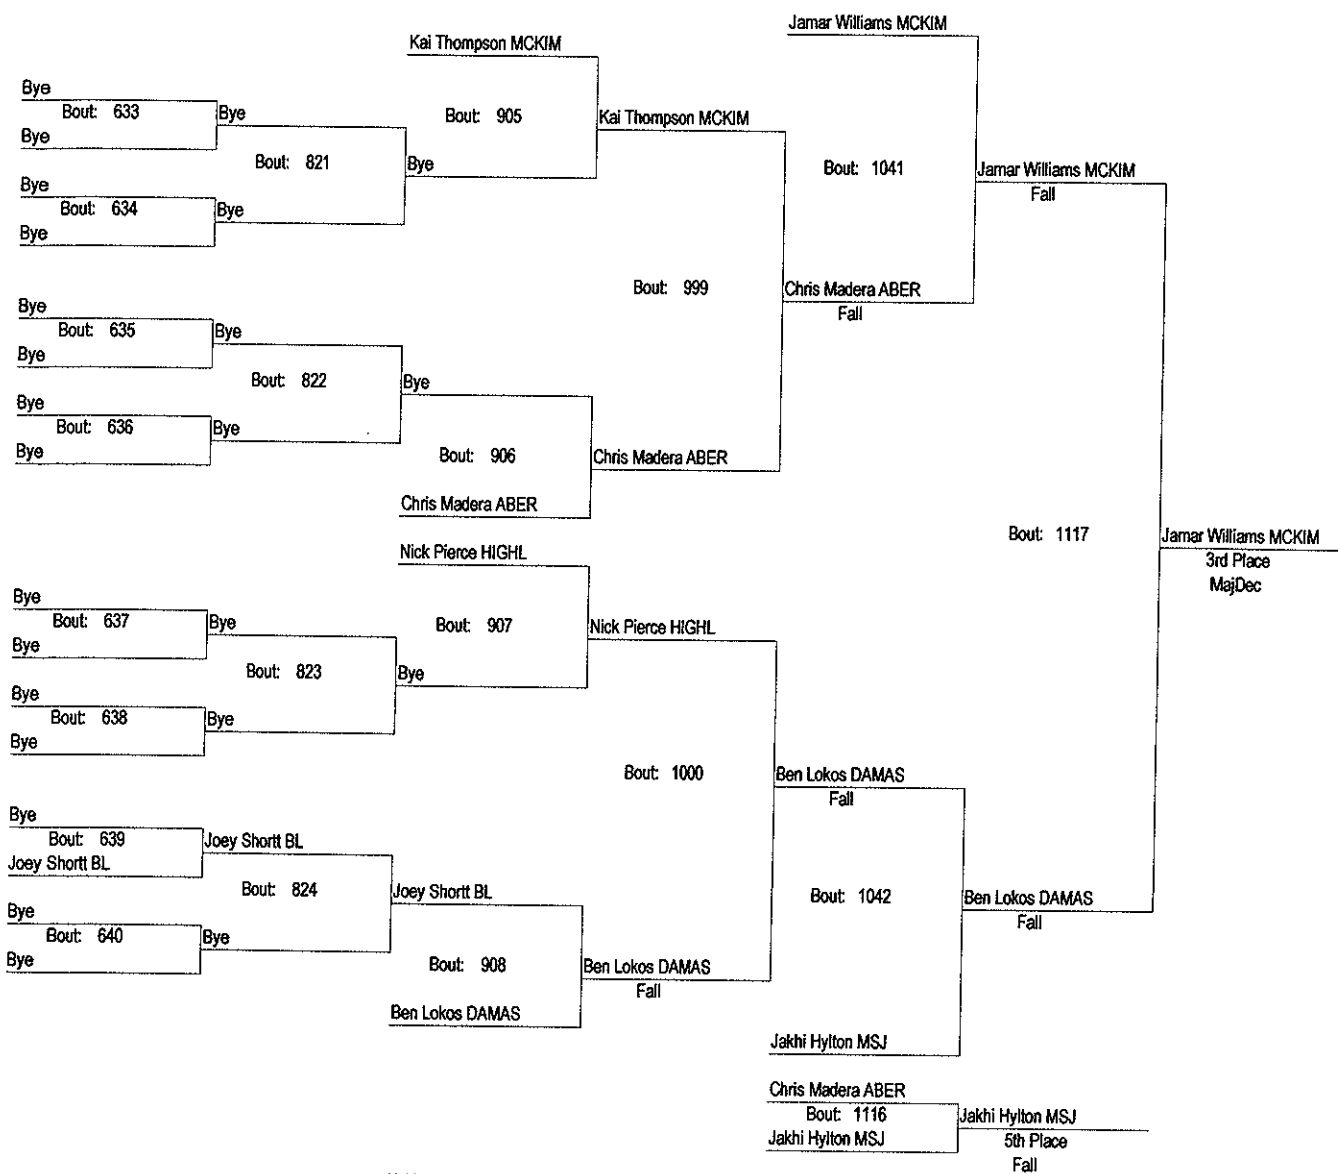 Jamar Williams MCKIM
Kai Thompson MCKIM
Bye
Bout: 633
Bye
Bye
Bout: 821
Bye
Bout: 634
Bye
Bye
Bye
Bout: 905
Kai Thompson MCKIM
Bout: 1041
Jamar Williams MCKIM
Fall
Bout: 999
Chris Madera ABER
Fall
Bye
Bout: 635
Bye
Bye
Bout: 822
Bye
Bout: 636
Bye
Bye
Bye
Bout: 906
Chris Madera ABER
Chris Madera ABER
Bout: 1117
Jamar Williams MCKIM
3rd Place
MajDec
Nick Pierce HIGHL
Bye
Bout: 637
Bye
Bye
Bout: 823
Bye
Bout: 638
Bye
Bye
Bye
Bout: 907
Nick Pierce HIGHL
Bout: 1000
Ben Lokos DAMAS
Fall
Bye
Bout: 639
Joey Shortt BL
Joey Shortt BL
Bout: 824
Bye
Bout: 640
Bye
Bye
Joey Shortt BL
Bout: 908
Ben Lokos DAMAS
Ben Lokos DAMAS
Fall
Bout: 1042
Ben Lokos DAMAS
Fall
Jakhi Hylton MSJ
Chris Madera ABER
Bout: 1116
Jakhi Hylton MSJ
Jakhi Hylton MSJ
5th Place
Fall